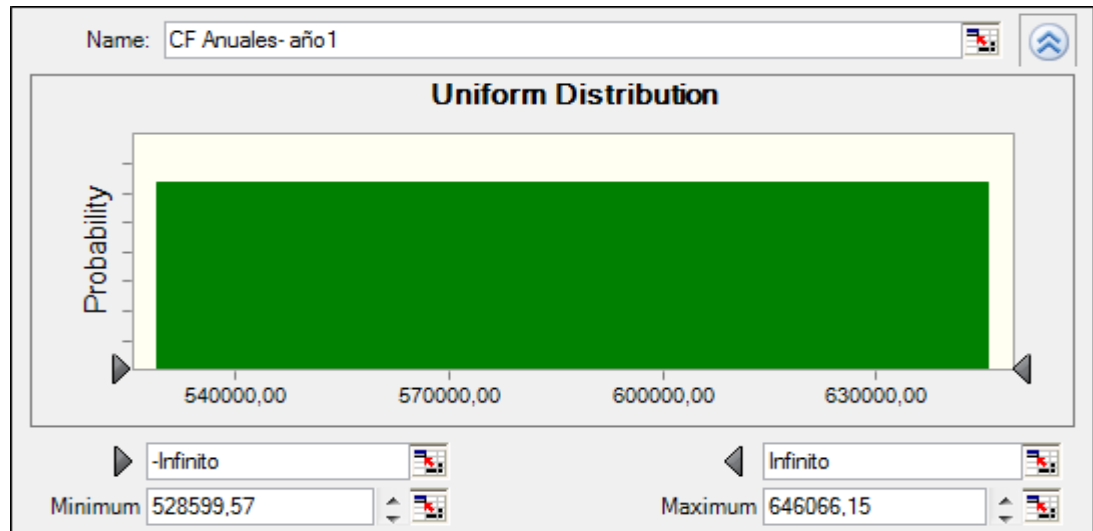 Name: CF Anuales- año1
Uniform Distribution
Probability
540000,00 570000,00 600000,00 630000,00
-Infinito Infinito
Minimum 528599,57 Maximum 646066,15